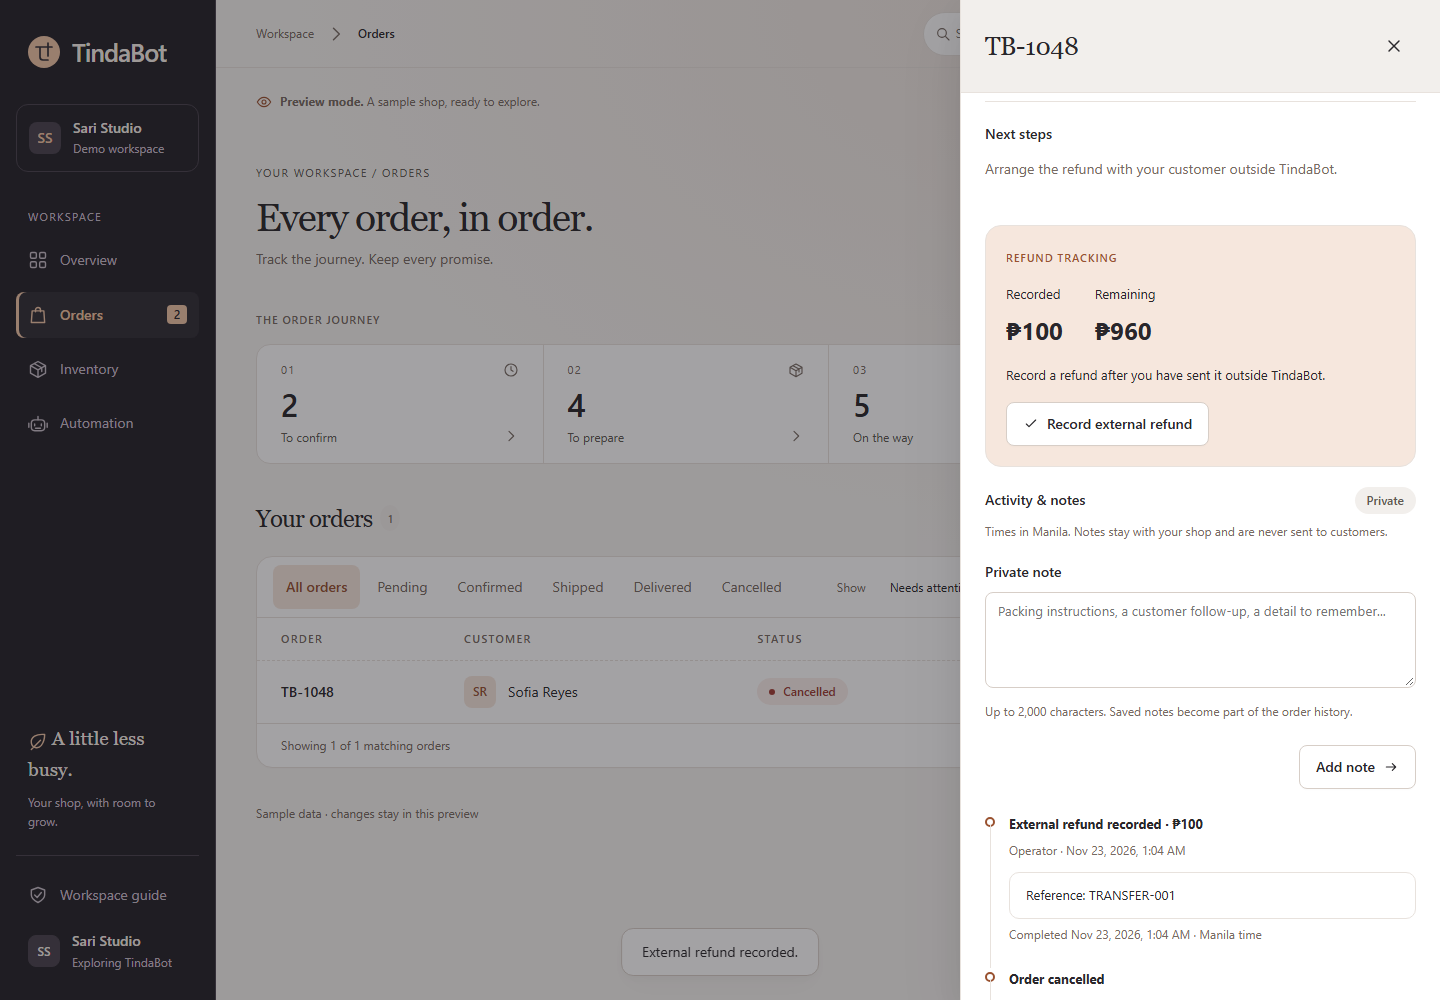 TindaBot
SS
Sari Studio
Demo workspace
WORKSPACE
Overview
Orders
2
Inventory
Automation
A little less
busy.
Your shop, with room to
grow.
Workspace guide
SS
Sari Studio
Exploring TindaBot
Workspace
Orders
Preview mode. A sample shop, ready to explore.
YOUR WORKSPACE / ORDERS
Every order, in order.
Track the journey. Keep every promise.
THE ORDER JOURNEY
01
2
To confirm
02
4
To prepare
03
5
On the way
Your orders
1
All orders
Pending
Confirmed
Shipped
Delivered
Cancelled
Show
ORDER
CUSTOMER
STATUS
TB-1048
SR
Sofia Reyes
Cancelled
Showing 1 of 1 matching orders
Sample data · changes stay in this preview
External refund recorded.
TB-1048
Next steps
Arrange the refund with your customer outside TindaBot.
REFUND TRACKING
Recorded
Remaining
₱100
₱960
Record a refund after you have sent it outside TindaBot.
Record external refund
Activity & notes
Private
Times in Manila. Notes stay with your shop and are never sent to customers.
Private note
Packing instructions, a customer follow-up, a detail to remember...
Up to 2,000 characters. Saved notes become part of the order history.
Add note
External refund recorded · ₱100
Operator · Nov 23, 2026, 1:04 AM
Reference: TRANSFER-001
Completed Nov 23, 2026, 1:04 AM · Manila time
Order cancelled